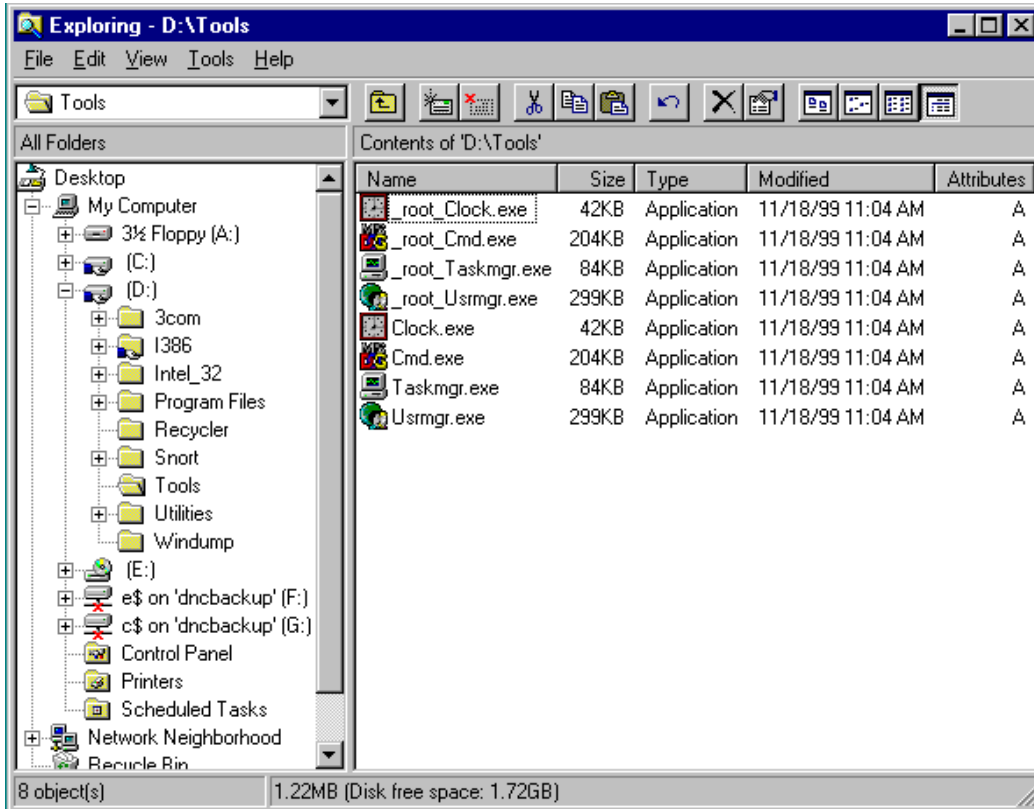 Exploring - D:\Tools
File Edit View Tools Help
Tools
All Folders
Contents of 'D:\Tools'
Desktop
My Computer
3½ Floppy (A:)
(C:)
(D:)
3com
I386
Intel_32
Program Files
Recycler
Snort
Tools
Utilities
Windump
(E:)
e$ on 'dncbackup' (F:)
c$ on 'dncbackup' (G:)
Control Panel
Printers
Scheduled Tasks
Network Neighborhood
Recycle Bin
Name Size Type Modified Attributes
_root_Clock.exe 42KB Application 11/18/99 11:04 AM A
_root_Cmd.exe 204KB Application 11/18/99 11:04 AM A
_root_Taskmgr.exe 84KB Application 11/18/99 11:04 AM A
_root_Usrmgr.exe 299KB Application 11/18/99 11:04 AM A
Clock.exe 42KB Application 11/18/99 11:04 AM A
Cmd.exe 204KB Application 11/18/99 11:04 AM A
Taskmgr.exe 84KB Application 11/18/99 11:04 AM A
Usrmgr.exe 299KB Application 11/18/99 11:04 AM A
8 object(s)
1.22MB (Disk free space: 1.72GB)